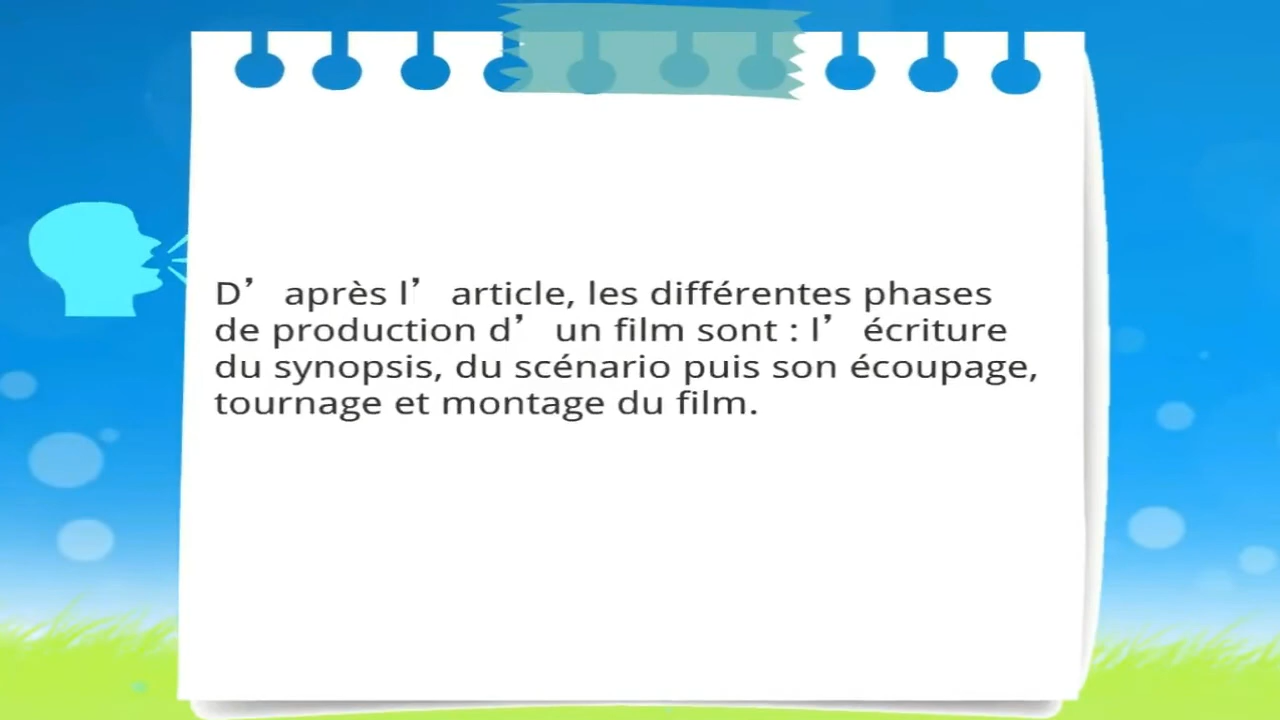 D’ après l’ article, les différentes phases
de production d’ un film sont : l’ écriture
du synopsis, du scénario puis son écoupage,
tournage et montage du film.